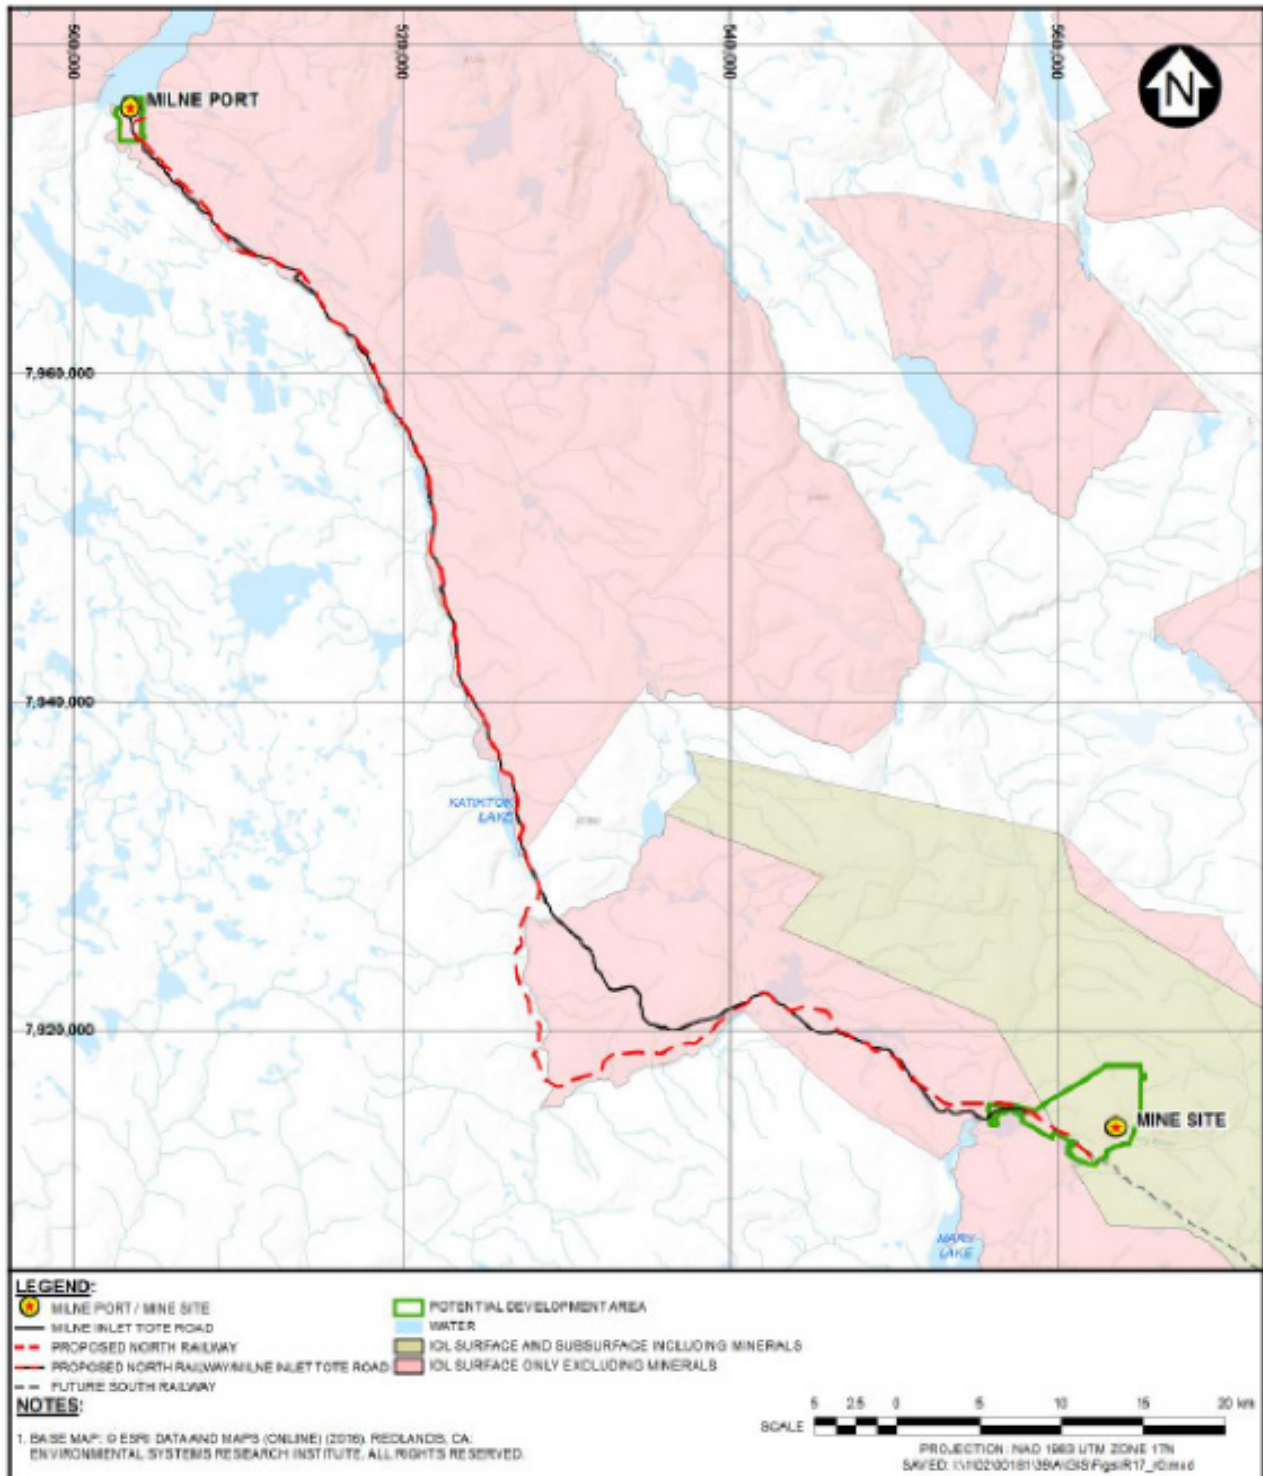 500,000
520,000
540,000
560,000
N
MILNE PORT
7,960,000
7,940,000
KATIKTOK
LAKE
7,920,000
MINE SITE
MARY
LAKE
LEGEND:
MILNE PORT / MINE SITE
MILNE INLET TOTE ROAD
PROPOSED NORTH RAILWAY
PROPOSED NORTH RAILWAY/MILNE INLET TOTE ROAD
FUTURE SOUTH RAILWAY
POTENTIAL DEVELOPMENT AREA
WATER
IOL SURFACE AND SUBSURFACE INCLUDING MINERALS
IOL SURFACE ONLY EXCLUDING MINERALS
NOTES:
1. BASE MAP: © ESRI DATA AND MAPS (ONLINE) (2016). REDLANDS, CA:
ENVIRONMENTAL SYSTEMS RESEARCH INSTITUTE. ALL RIGHTS RESERVED.
5 2.5 0 5 10 15 20 km
SCALE
PROJECTION: NAD 1983 UTM ZONE 17N
SAVED: